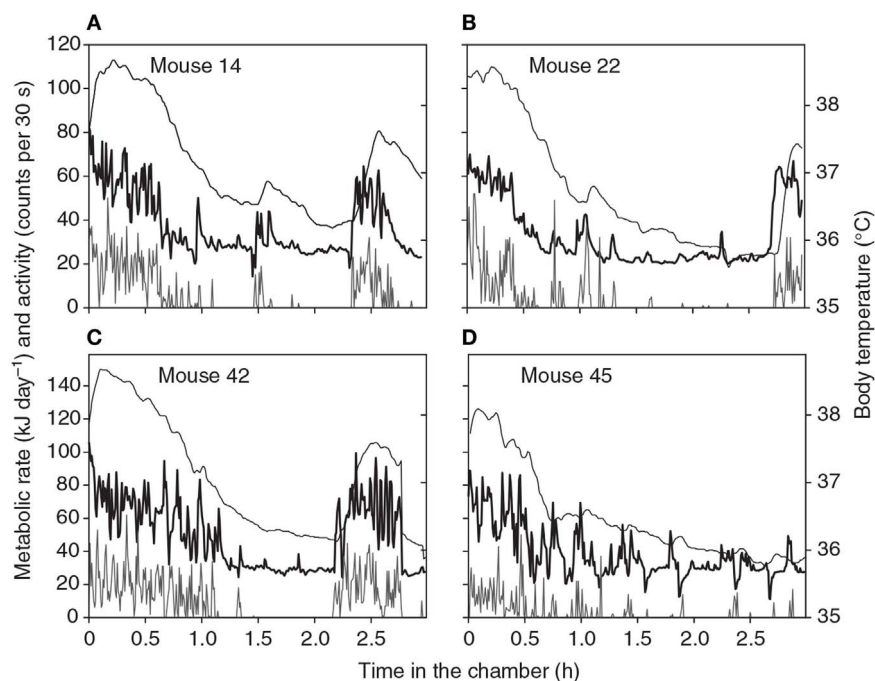 A
B
Mouse 14
Mouse 22
120
100
80
60
40
20
0
38
37
36
35
C
D
Mouse 42
Mouse 45
140
120
100
80
60
40
20
0
38
37
36
35
0 0.5 1.0 1.5 2.0 2.5
0 0.5 1.0 1.5 2.0 2.5
Metabolic rate (kJ day⁻¹) and activity (counts per 30 s)
Body temperature (°C)
Time in the chamber (h)